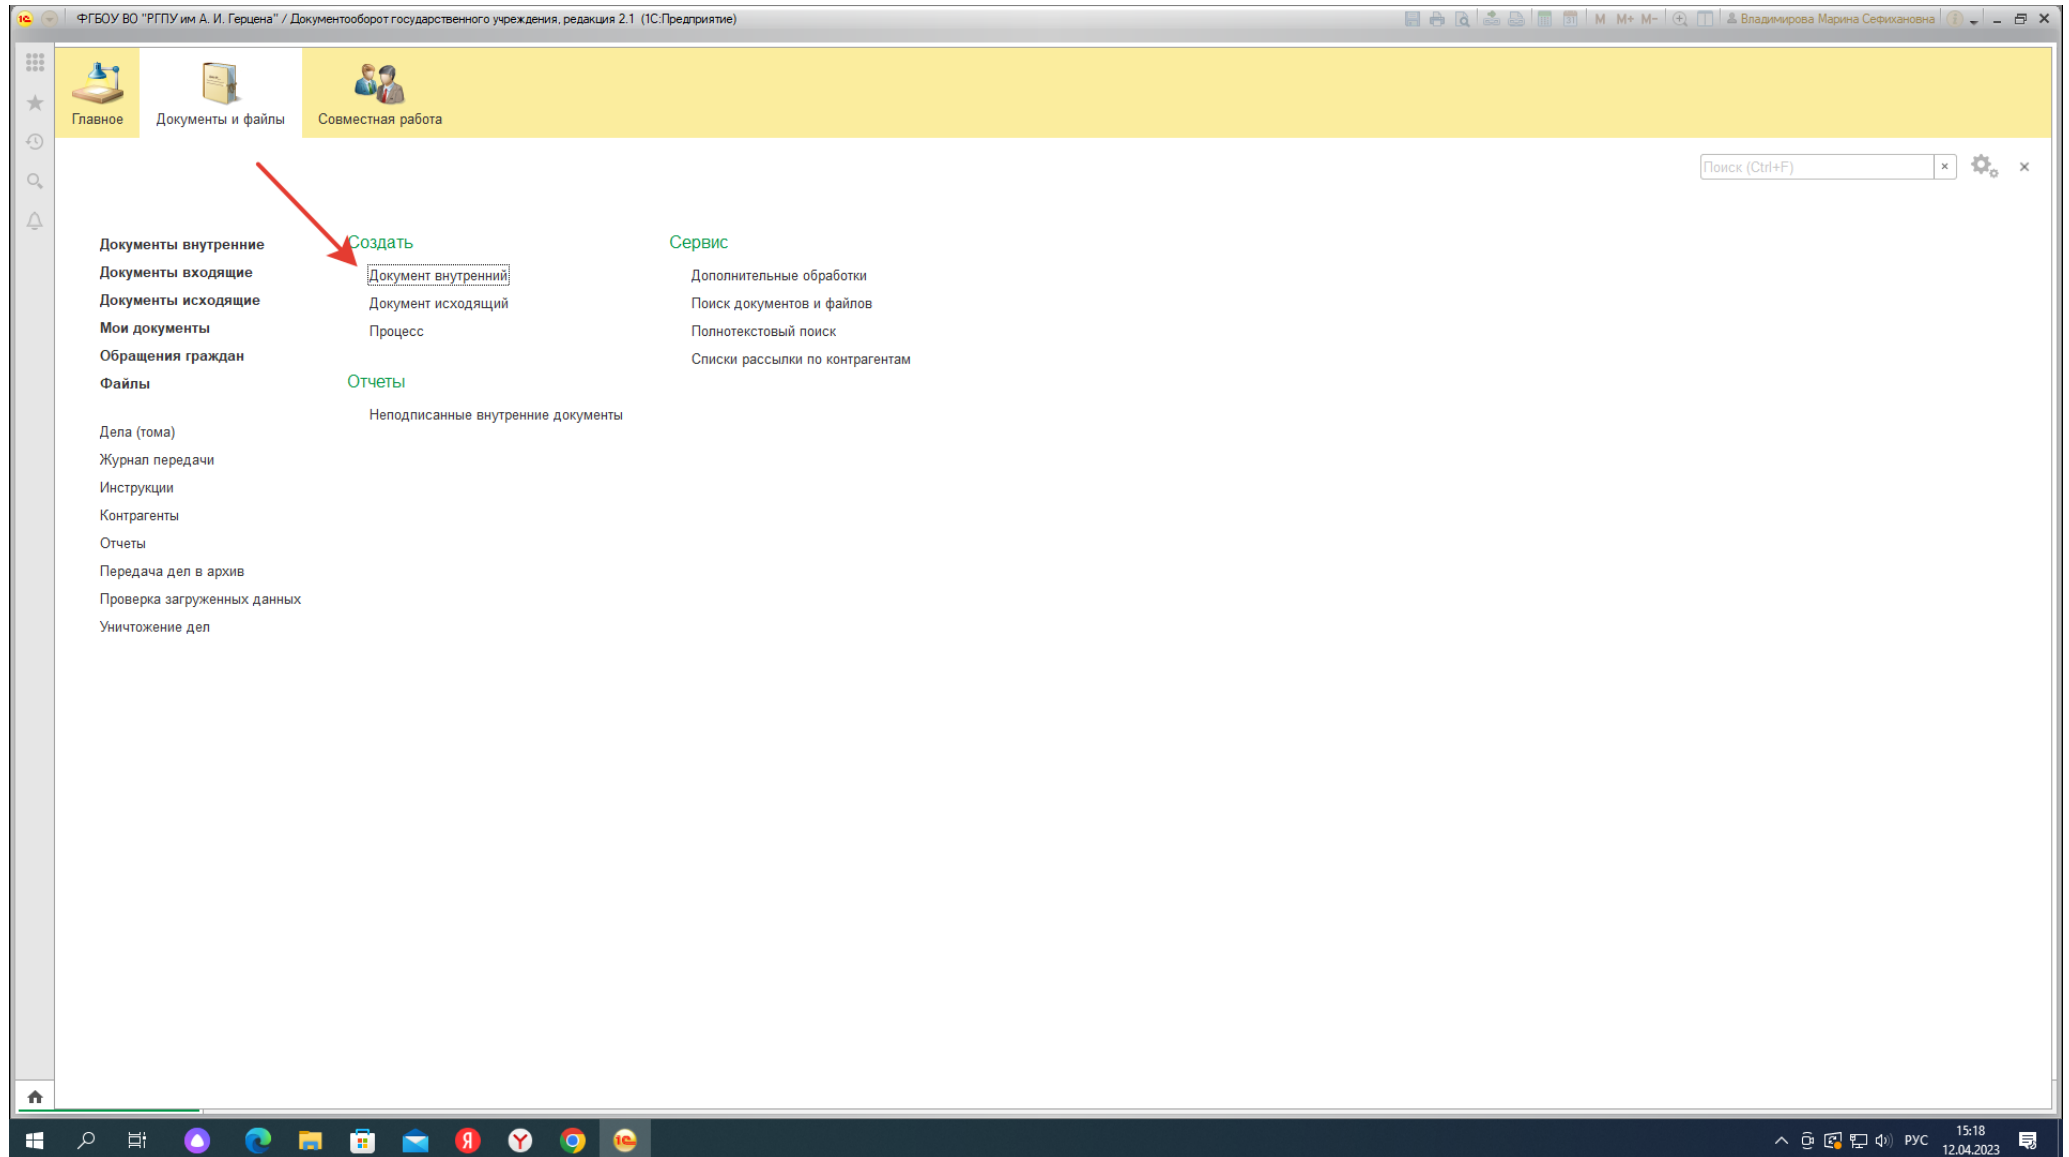 ФГБОУ ВО "РГПУ им А. И. Герцена" / Документооборот государственного учреждения, редакция 2.1 (1С:Предприятие)
M M+ M-
Владимирова Марина Сефихановна
Главное
Документы и файлы
Совместная работа
Поиск (Ctrl+F)
Документы внутренние
Документы входящие
Документы исходящие
Мои документы
Обращения граждан
Файлы
Дела (тома)
Журнал передачи
Инструкции
Контрагенты
Отчеты
Передача дел в архив
Проверка загруженных данных
Уничтожение дел
Создать
Документ внутренний
Документ исходящий
Процесс
Отчеты
Неподписанные внутренние документы
Сервис
Дополнительные обработки
Поиск документов и файлов
Полнотекстовый поиск
Списки рассылки по контрагентам
РУС
15:18
12.04.2023